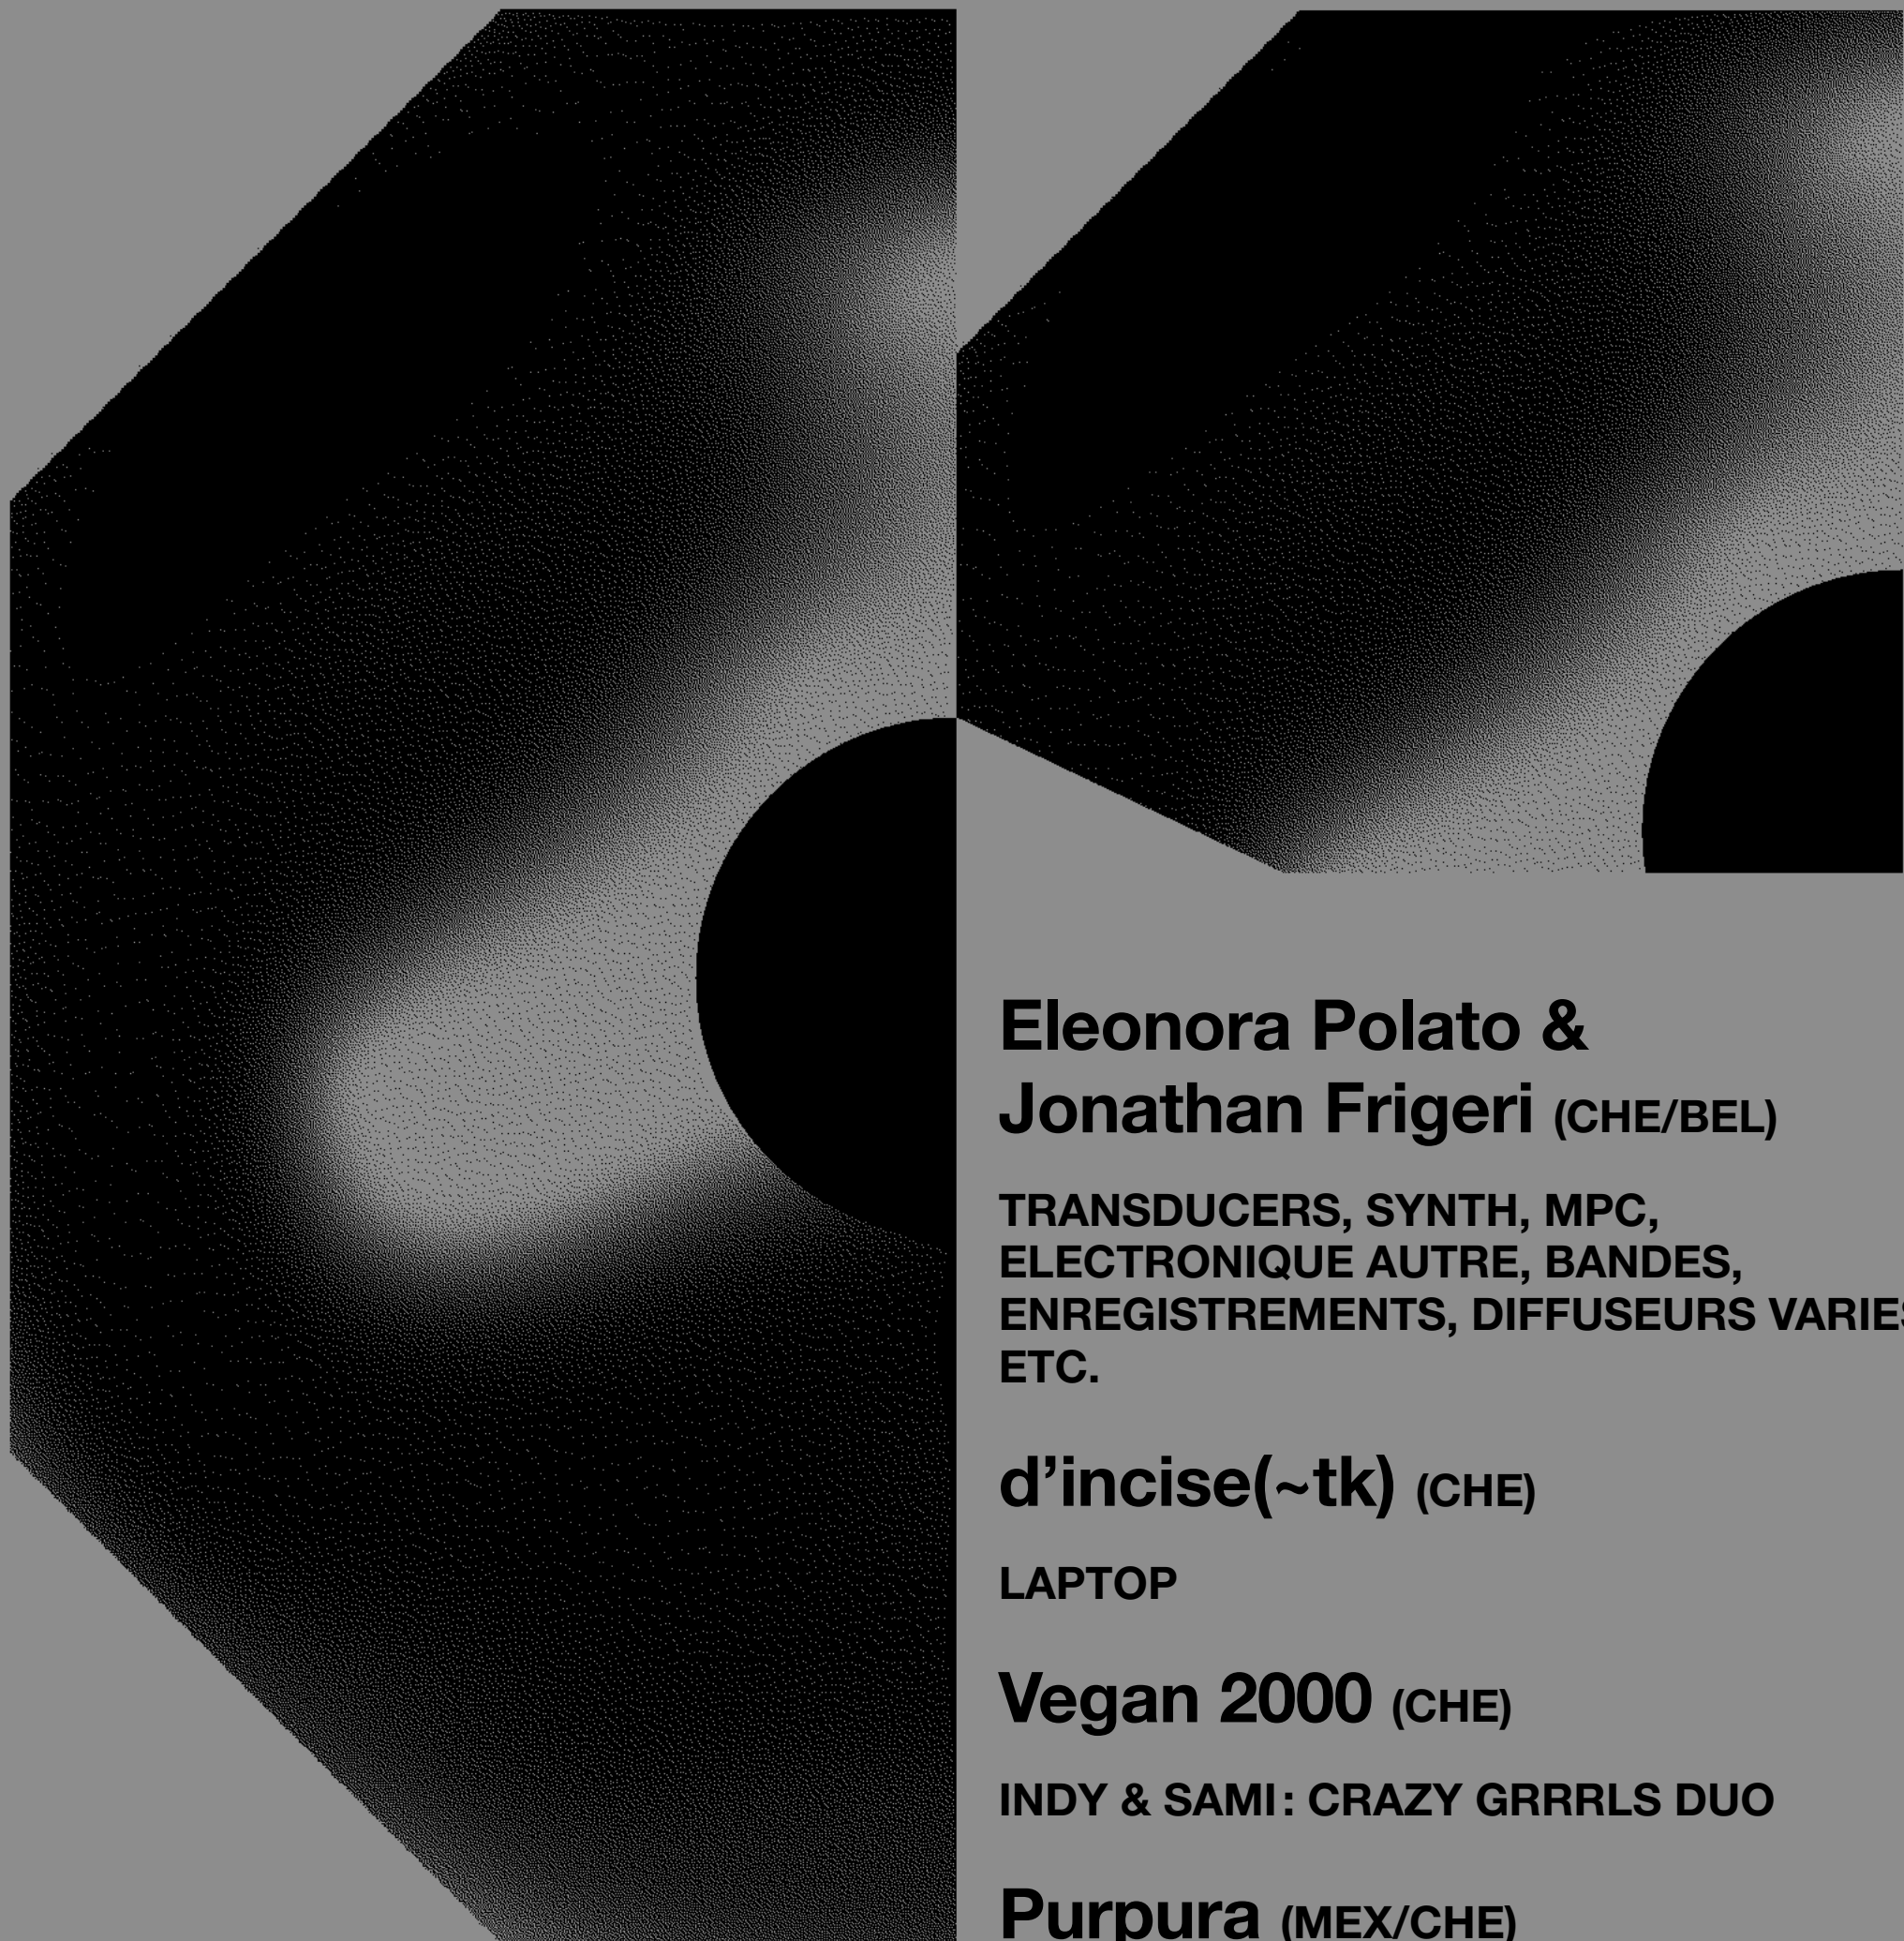 Eleonora Polato &
Jonathan Frigeri (CHE/BEL)
TRANSDUCERS, SYNTH, MPC,
ELECTRONIQUE AUTRE, BANDES,
ENREGISTREMENTS, DIFFUSEURS VARIES
ETC.
d’incise(~tk) (CHE)
LAPTOP
Vegan 2000 (CHE)
INDY & SAMI: CRAZY GRRRLS DUO
Purpura (MEX/CHE)